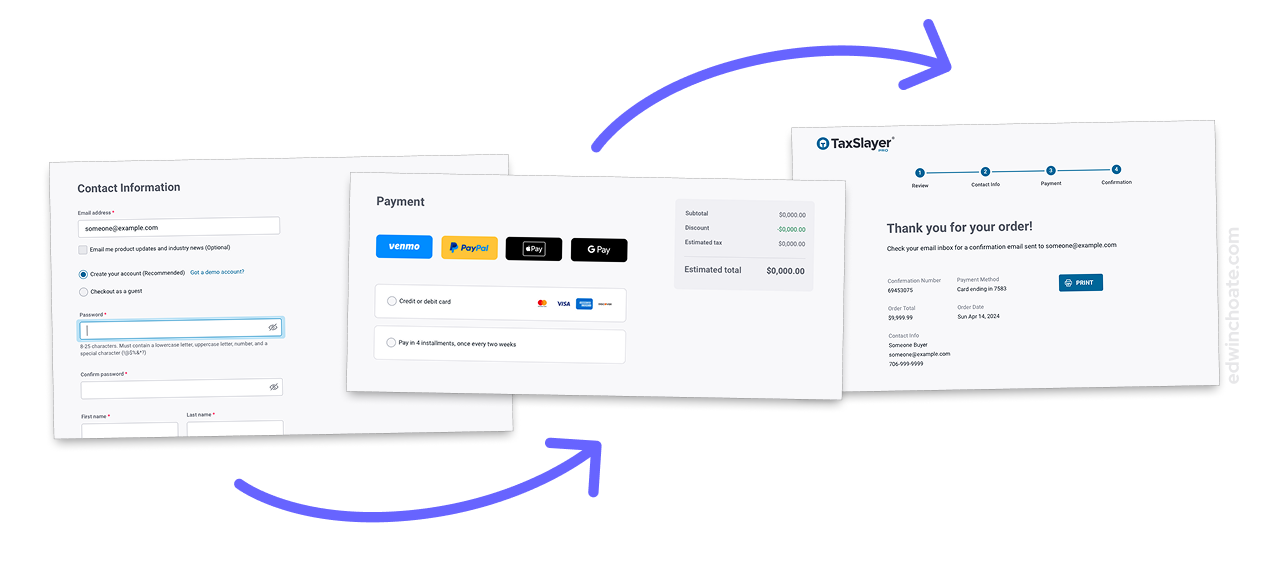 Contact Information
Email address *
someone@example.com
Email me product updates and industry news (Optional)
Create your account (Recommended) Got a demo account?
Checkout as a guest
Password *
8-25 characters. Must contain a lowercase letter, uppercase letter, number, and a
special character (!@$%&*?)
Confirm password *
First name * Last name *
Payment
venmo PayPal Pay G Pay
Credit or debit card VISA
Pay in 4 installments, once every two weeks
Subtotal $0,000.00
Discount -$0,000.00
Estimated tax $0,000.00
Estimated total $0,000.00
TaxSlayer
PRO
1 2 3 4
Review Contact Info Payment Confirmation
Thank you for your order!
Check your email inbox for a confirmation email sent to someone@example.com
Confirmation Number Payment Method
69453075 Card ending in 7583
PRINT
Order Total Order Date
$9,999.99 Sun Apr 14, 2024
Contact Info
Someone Buyer
someone@example.com
706-999-9999
edwinchoate.com